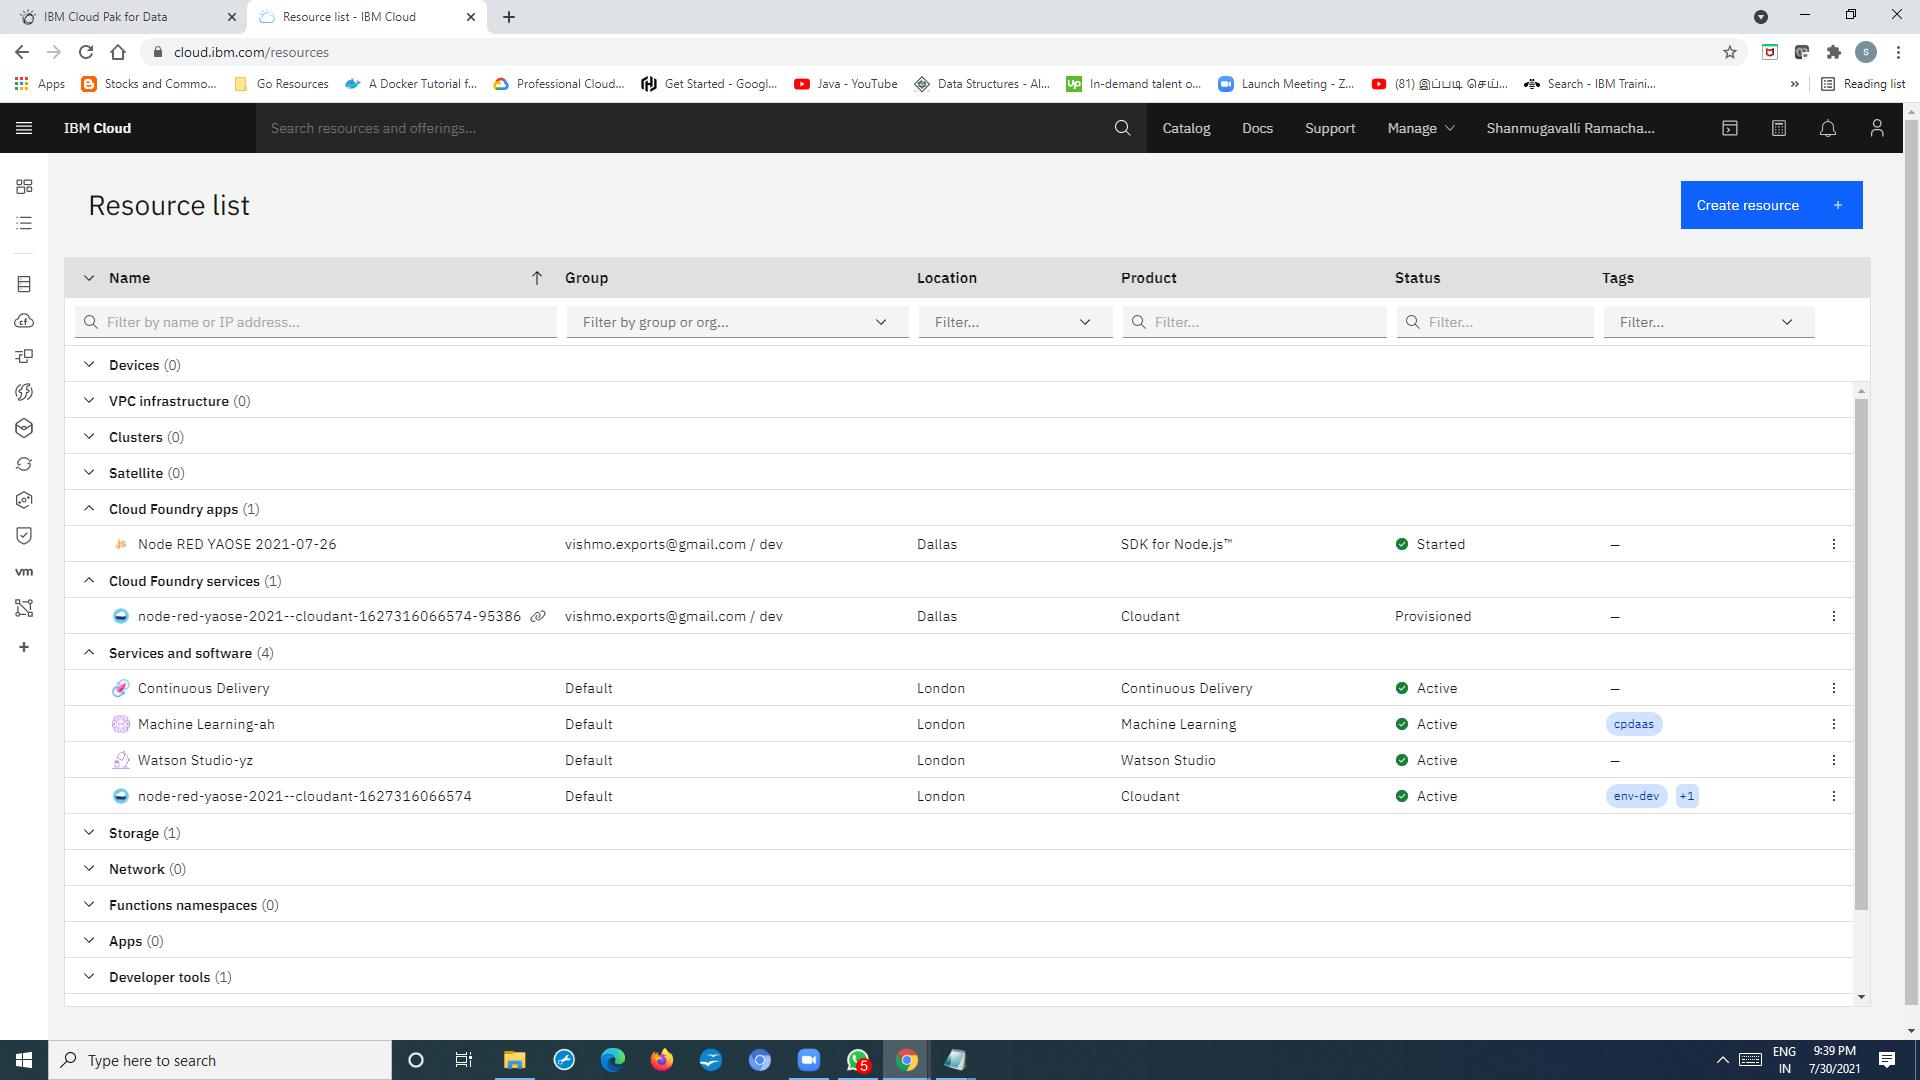 IBM Cloud Pak for Data
Resource list - IBM Cloud
cloud.ibm.com/resources
S
Apps
Stocks and Commo...
Go Resources
A Docker Tutorial f...
Professional Cloud...
Get Started - Googl...
Java - YouTube
Data Structures - Al...
In-demand talent o...
Launch Meeting - Z...
(81) இப்படி செய்...
Search - IBM Traini...
»
Reading list
IBM Cloud
Search resources and offerings...
Catalog
Docs
Support
Manage
Shanmugavalli Ramacha...
Resource list
Create resource +
Name
Group
Location
Product
Status
Tags
Filter by name or IP address...
Filter by group or org...
Filter...
Filter...
Filter...
Filter...
Devices (0)
VPC infrastructure (0)
Clusters (0)
Satellite (0)
Cloud Foundry apps (1)
Node RED YAOSE 2021-07-26 vishmo.exports@gmail.com / dev Dallas SDK for Node.js™ Started –
Cloud Foundry services (1)
node-red-yaose-2021--cloudant-1627316066574-95386 vishmo.exports@gmail.com / dev Dallas Cloudant Provisioned –
Services and software (4)
Continuous Delivery Default London Continuous Delivery Active –
Machine Learning-ah Default London Machine Learning Active cpdaas
Watson Studio-yz Default London Watson Studio Active –
node-red-yaose-2021--cloudant-1627316066574 Default London Cloudant Active env-dev +1
Storage (1)
Network (0)
Functions namespaces (0)
Apps (0)
Developer tools (1)
vm
Type here to search
5
ENG
IN
9:39 PM
7/30/2021